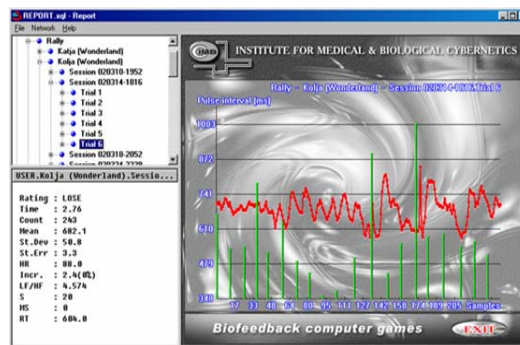 REPORT.xql - Report
File Network Help
Rally
Katja (Wonderland)
Kolja (Wonderland)
Session 020310-1952
Session 020314-1816
Trial 1
Trial 2
Trial 3
Trial 4
Trial 5
Trial 6
Session 020318-2052
USER.Kolja (Wonderland).Sessio...
Rating : LOSE
Time : 2.76
Count : 243
Mean : 682.1
St.Dev : 50.8
St.Err : 3.3
HR : 88.0
Incr. : 2.4(0%)
LF/HF : 4.574
S : 20
MS : 0
RT : 604.0
INSTITUTE FOR MEDICAL & BIOLOGICAL CYBERNETICS
Rally - Kolja (Wonderland) - Session 020314-1816.Trial 6
Pulse interval [ms]
1003
872
741
610
479
348
17 33 48 64 80 95 111 126 142 158 174 189 205 Samples
Biofeedback computer games
EXIT